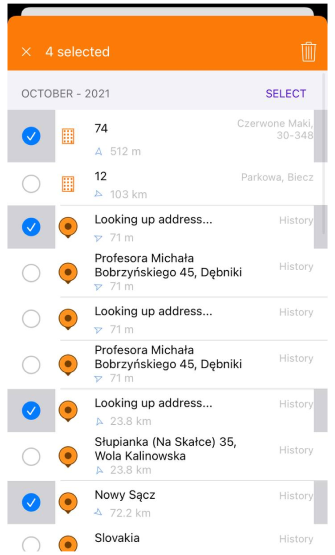 × 4 selected
OCTOBER - 2021 SELECT
74 Czerwone Maki,
30-348
512 m
12 Parkowa, Biecz
103 km
Looking up address... History
71 m
Profesora Michała
Bobrzyńskiego 45, Dębniki History
71 m
Looking up address... History
71 m
Profesora Michała
Bobrzyńskiego 45, Dębniki History
71 m
Looking up address... History
23.8 km
Słupianka (Na Skałce) 35,
Wola Kalinowska History
23.8 km
Nowy Sącz History
72.2 km
Slovakia History